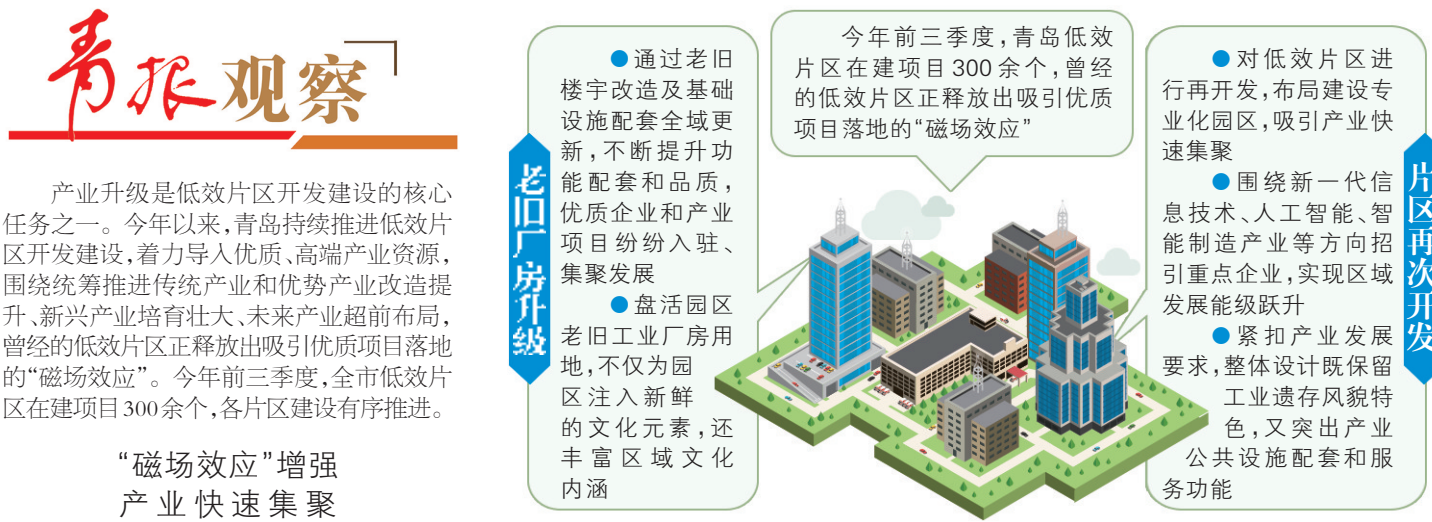 青报观察
产业升级是低效片区开发建设的核心
任务之一。今年以来,青岛持续推进低效片
区开发建设,着力导入优质、高端产业资源,
围绕统筹推进传统产业和优势产业改造提
升、新兴产业培育壮大、未来产业超前布局,
曾经的低效片区正释放出吸引优质项目落地
的“磁场效应”。今年前三季度,全市低效片
区在建项目300余个,各片区建设有序推进。
“磁场效应”增强
产业快速集聚
老旧厂房升级
●通过老旧
楼宇改造及基础
设施配套全域更
新,不断提升功
能配套和品质,
优质企业和产业
项目纷纷入驻、
集聚发展
●盘活园区
老旧工业厂房用
地,不仅为园
区注入新鲜
的文化元素,还
丰富区域文化
内涵
今年前三季度,青岛低效
片区在建项目300余个,曾经
的低效片区正释放出吸引优质
项目落地的“磁场效应”
●对低效片区进
行再开发,布局建设专
业化园区,吸引产业快
速集聚
●围绕新一代信
息技术、人工智能、智
能制造产业等方向招
引重点企业,实现区域
发展能级跃升
●紧扣产业发展
要求,整体设计既保留
工业遗存风貌特
色,又突出产业
公共设施配套和服
务功能
片区再次开发